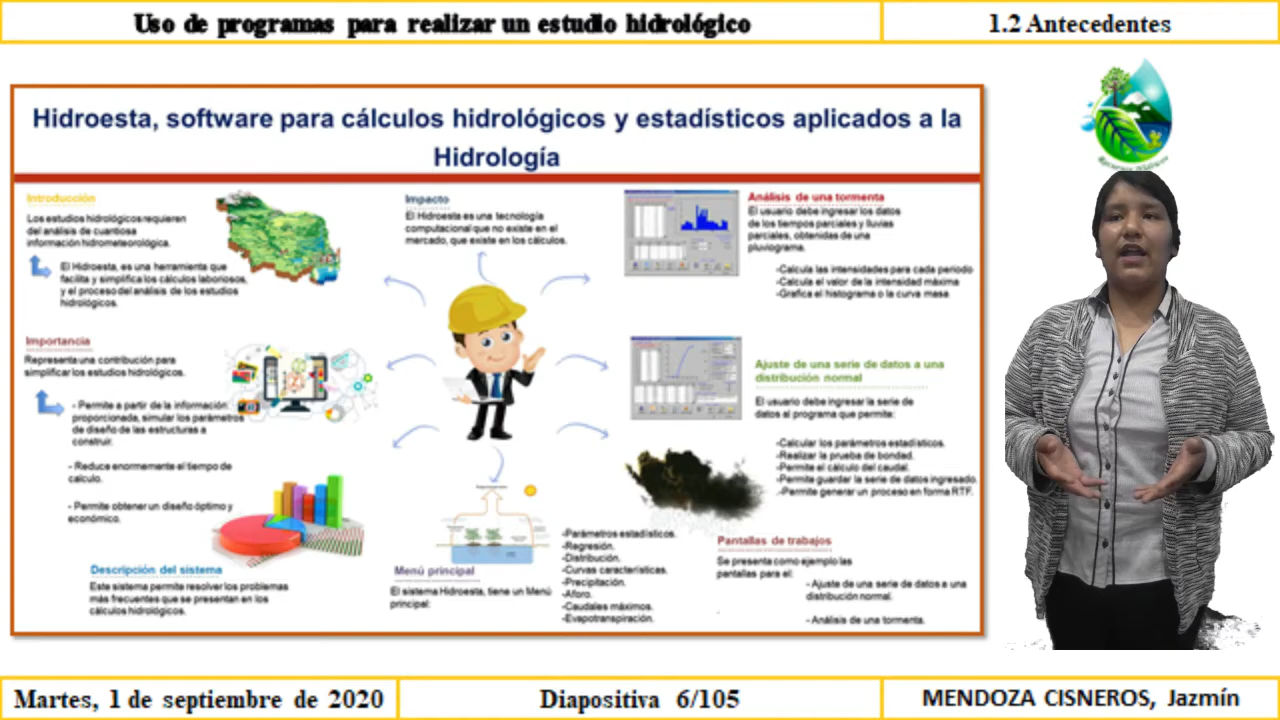 Uso de programas para realizar un estudio hidrológico
1.2 Antecedentes
Hidroesta, software para cálculos hidrológicos y estadísticos aplicados a la
Hidrología
Introducción
Los estudios hidrológicos requieren
del análisis de cuantiosa
información hidrometeorológica.
El Hidroesta, es una herramienta que
facilita y simplifica los cálculos laboriosos,
y el proceso del análisis de los estudios
hidrológicos.
Importancia
Representa una contribución para
simplificar los estudios hidrológicos.
- Permite a partir de la información
proporcionada, simular los parámetros
de diseño de las estructuras a
construir.
- Reduce enormemente el tiempo de
calculo.
- Permite obtener un diseño óptimo y
económico.
Descripción del sistema
Este sistema permite resolver los problemas
más frecuentes que se presentan en los
cálculos hidrológicos.
Impacto
El Hidroesta es una tecnología
computacional que no existe en el
mercado, que existe en los cálculos.
Menú principal
El sistema Hidroesta, tiene un Menú
principal:
-Parámetros estadísticos.
-Regresión.
-Distribución.
-Curvas características.
-Precipitación.
-Aforo.
-Caudales máximos.
-Evapotranspiración.
Análisis de una tormenta
El usuario debe ingresar los datos
de los tiempos parciales y lluvias
parciales, obtenidas de una
pluviograma.
-Calcula las intensidades para cada periodo
-Calcula el valor de la intensidad máxima
-Grafica el histograma o la curva masa
Ajuste de una serie de datos a una
distribución normal
El usuario debe ingresar la serie de
datos al programa que permite:
-Calcular los parámetros estadísticos.
-Realizar la prueba de bondad.
-Permite el cálculo del caudal.
-Permite guardar la serie de datos ingresado.
-Permite generar un proceso en forma RTF.
Pantallas de trabajos
Se presenta como ejemplo las
pantallas para el:
- Ajuste de una serie de datos a una
distribución normal.
- Análisis de una tormenta.
Recursos Hídricos
Martes, 1 de septiembre de 2020
Diapositiva 6/105
MENDOZA CISNEROS, Jazmín